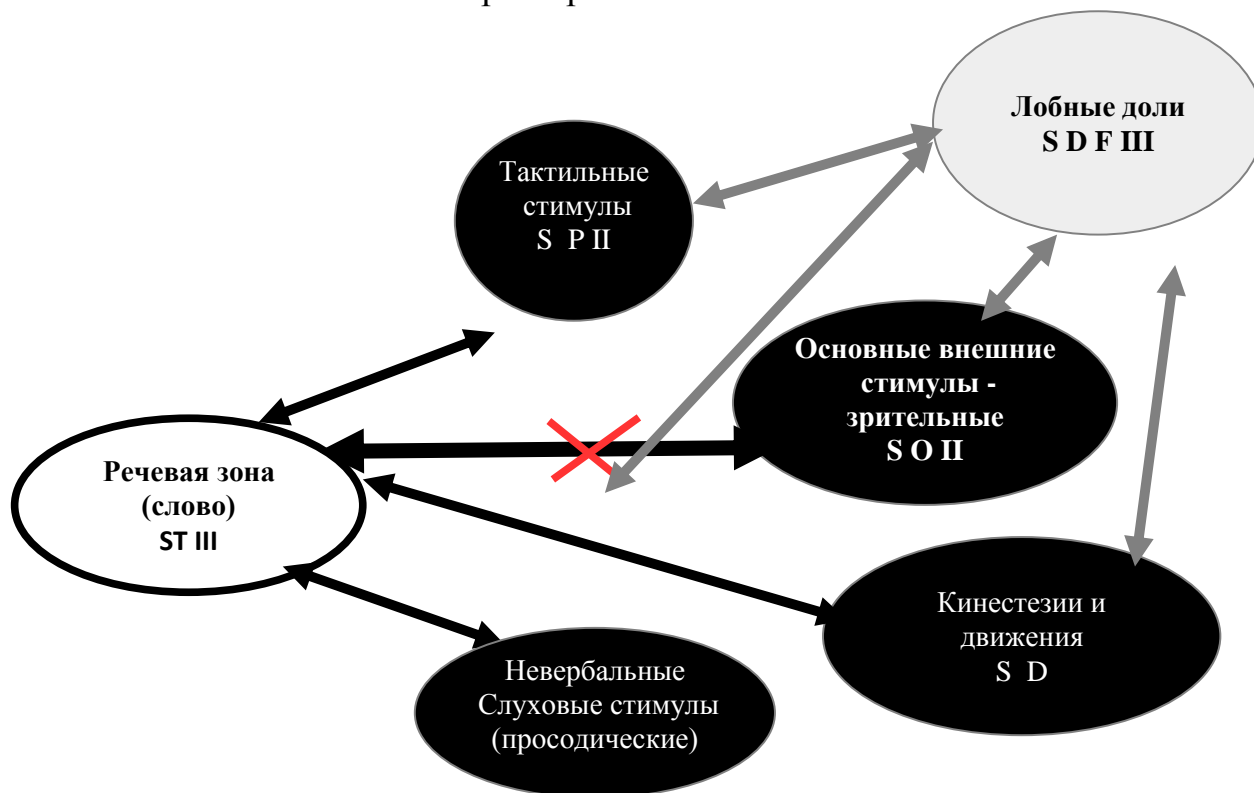 Лобные доли
S D F III
Тактильные
стимулы
S P II
Основные внешние
стимулы -
зрительные
S O II
Речевая зона
(слово)
ST III
Кинестезии и
движения
S D
Невербальные
Слуховые стимулы
(просодические)